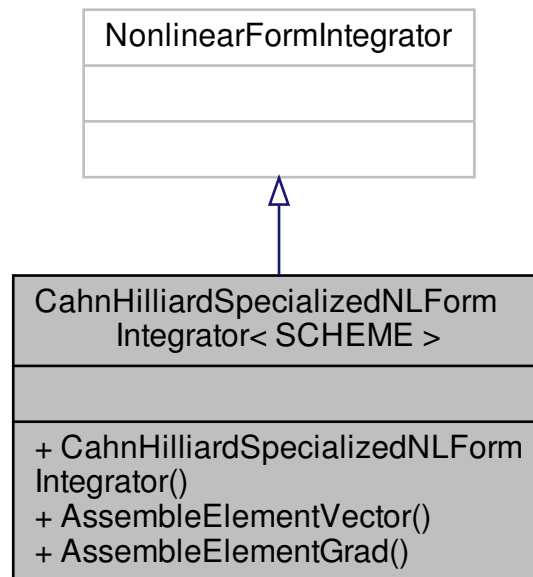 NonlinearFormIntegrator
CahnHilliardSpecializedNLForm
Integrator< SCHEME >
+ CahnHilliardSpecializedNLForm
Integrator()
+ AssembleElementVector()
+ AssembleElementGrad()